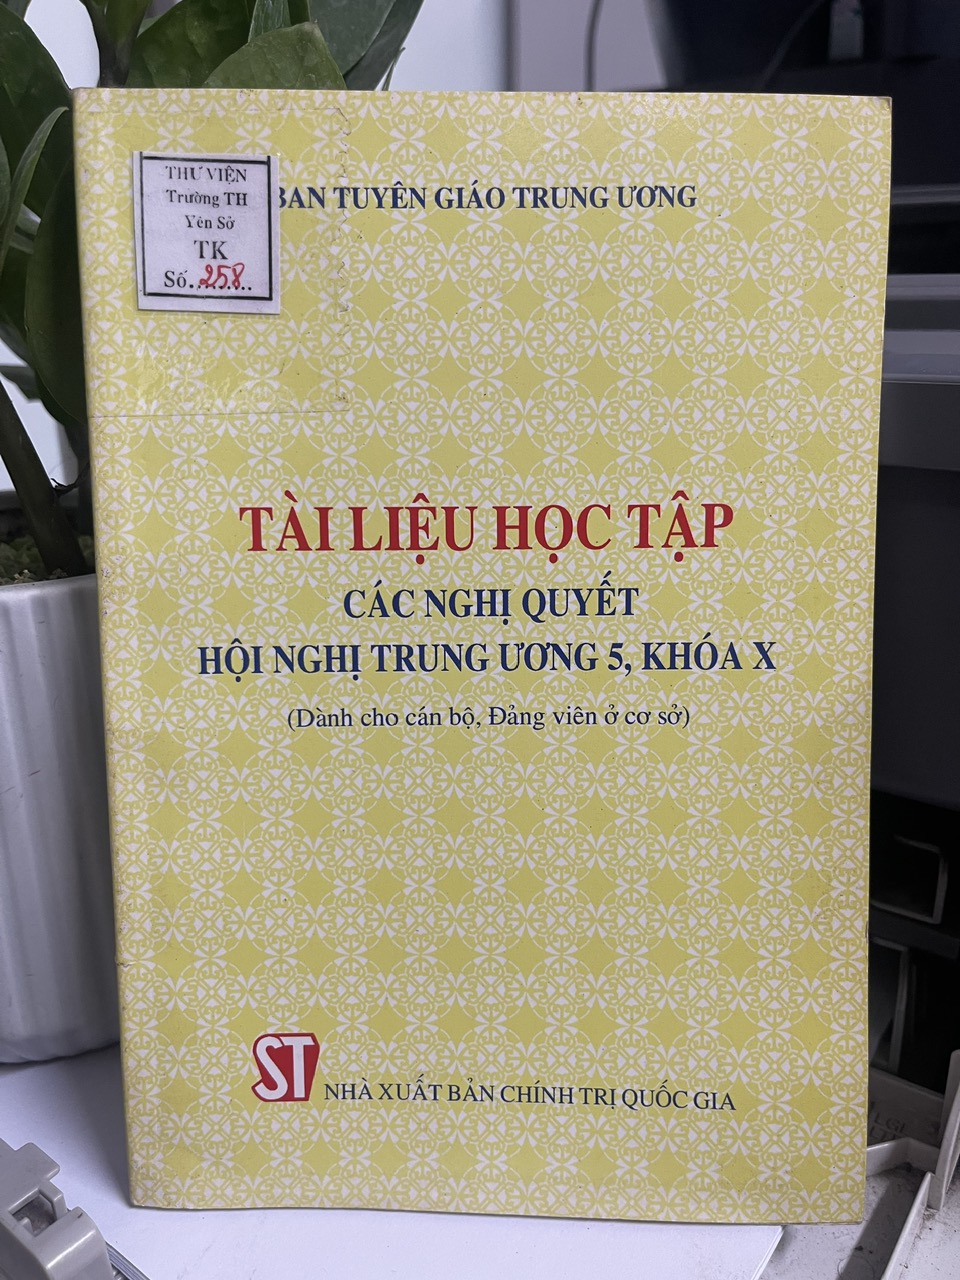 THƯ VIỆN
Trường TH
Yên Sở
TK
Số..258..
BAN TUYÊN GIÁO TRUNG ƯƠNG
TÀI LIỆU HỌC TẬP
CÁC NGHỊ QUYẾT
HỘI NGHỊ TRUNG ƯƠNG 5, KHÓA X
(Dành cho cán bộ, Đảng viên ở cơ sở)
ST
NHÀ XUẤT BẢN CHÍNH TRỊ QUỐC GIA